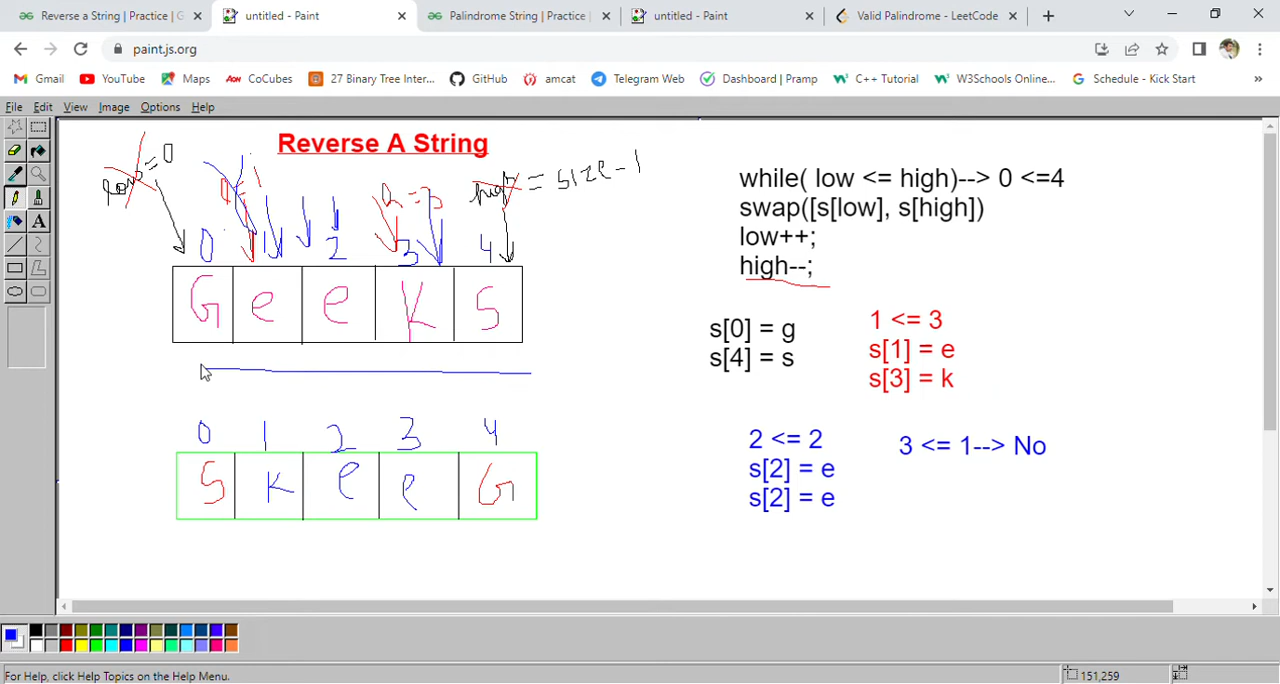 Reverse a String | Practice | G
untitled - Paint
Palindrome String | Practice |
untitled - Paint
Valid Palindrome - LeetCode
paint.js.org
Gmail
YouTube
Maps
CoCubes
27 Binary Tree Inter...
GitHub
amcat
Telegram Web
Dashboard | Pramp
C++ Tutorial
W3Schools Online...
Schedule - Kick Start
»
File Edit View Image Options Help
Reverse A String
low = 0
high = size-1
0 1 2 3 4
G e e K S
0 1 2 3 4
S K e e G
while( low <= high)--> 0 <=4
swap([s[low], s[high])
low++;
high--;
s[0] = g
s[4] = s
1 <= 3
s[1] = e
s[3] = k
2 <= 2
s[2] = e
s[2] = e
3 <= 1--> No
For Help, click Help Topics on the Help Menu.
151,259